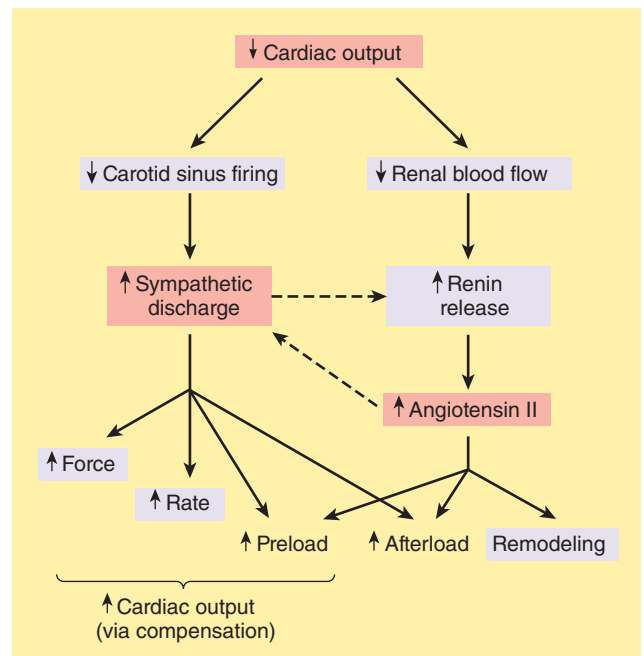 ↓ Cardiac output
↓ Carotid sinus firing
↓ Renal blood flow
↑ Sympathetic
discharge
↑ Renin
release
↑ Angiotensin II
↑ Force
↑ Rate
↑ Preload
↑ Afterload
Remodeling
↑ Cardiac output
(via compensation)